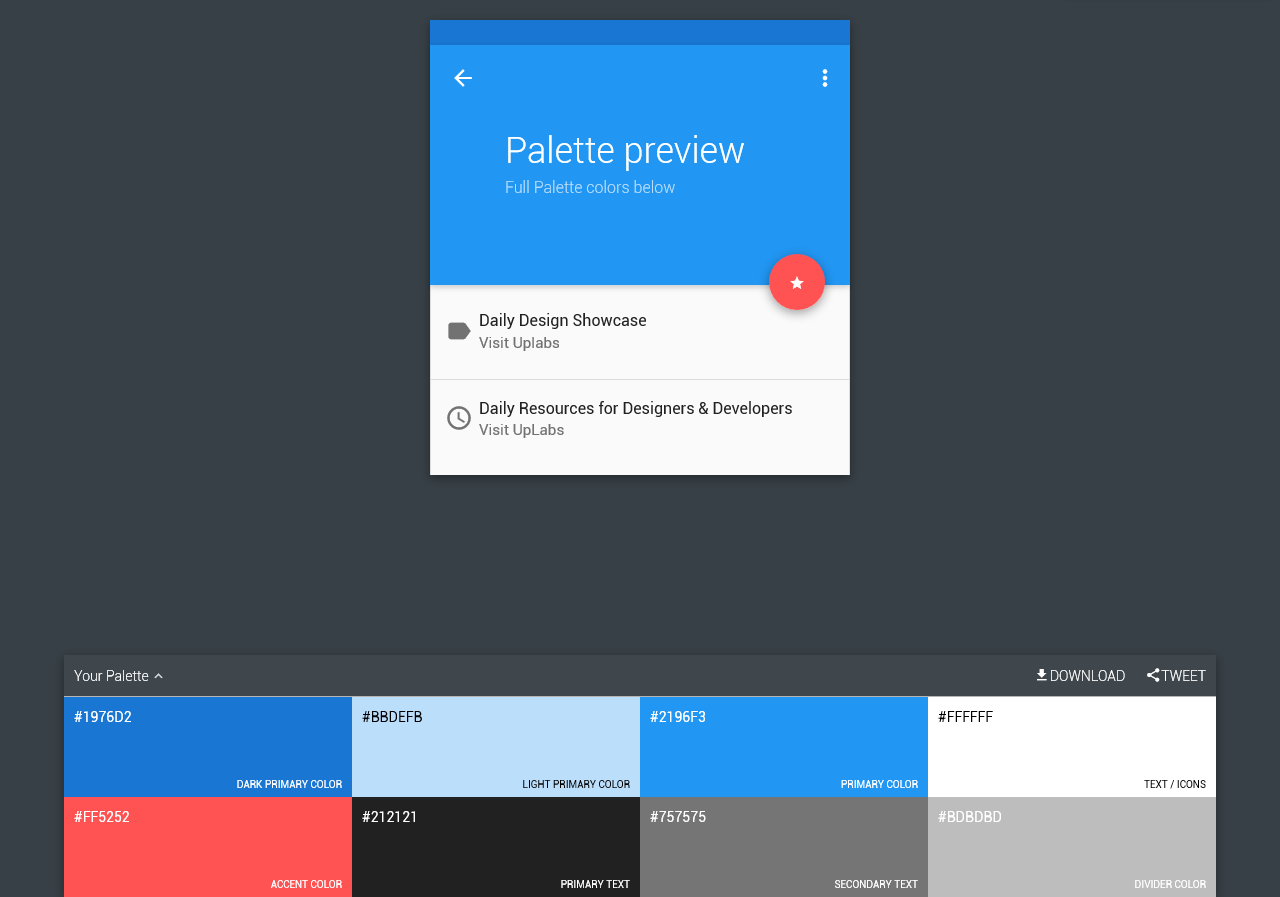 Palette preview
Full Palette colors below
Daily Design Showcase
Visit Uplabs
Daily Resources for Designers & Developers
Visit UpLabs
Your Palette
DOWNLOAD
TWEET
#1976D2
DARK PRIMARY COLOR
#BBDEFB
LIGHT PRIMARY COLOR
#2196F3
PRIMARY COLOR
#FFFFFF
TEXT / ICONS
#FF5252
ACCENT COLOR
#212121
PRIMARY TEXT
#757575
SECONDARY TEXT
#BDBDBD
DIVIDER COLOR